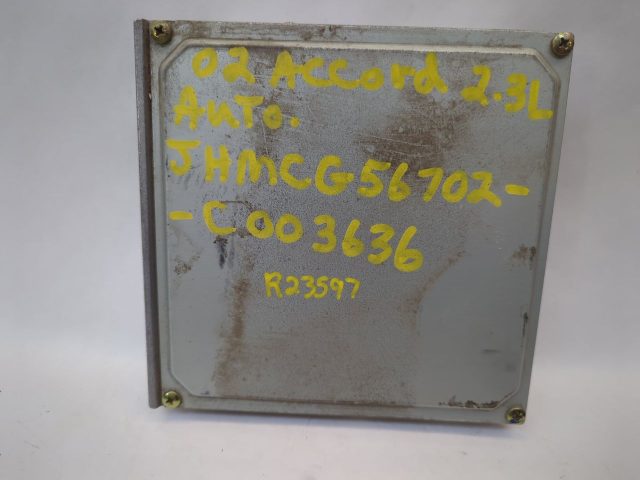 02 Accord 2.3L
Auto.
JHMCG56702-
-C003636
R23597